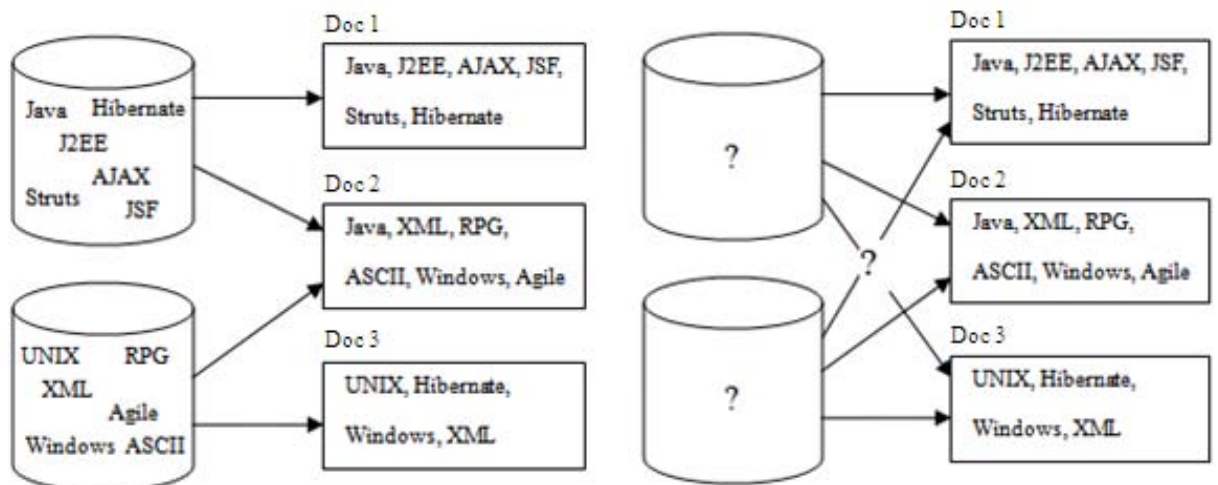 Java Hibernate
J2EE
AJAX
Struts JSF
UNIX RPG
XML
Agile
Windows ASCII
Doc 1
Java, J2EE, AJAX, JSF,
Struts, Hibernate
Doc 2
Java, XML, RPG,
ASCII, Windows, Agile
Doc 3
UNIX, Hibernate,
Windows, XML
?
?
?
Doc 1
Java, J2EE, AJAX, JSF,
Struts, Hibernate
Doc 2
Java, XML, RPG,
ASCII, Windows, Agile
Doc 3
UNIX, Hibernate,
Windows, XML